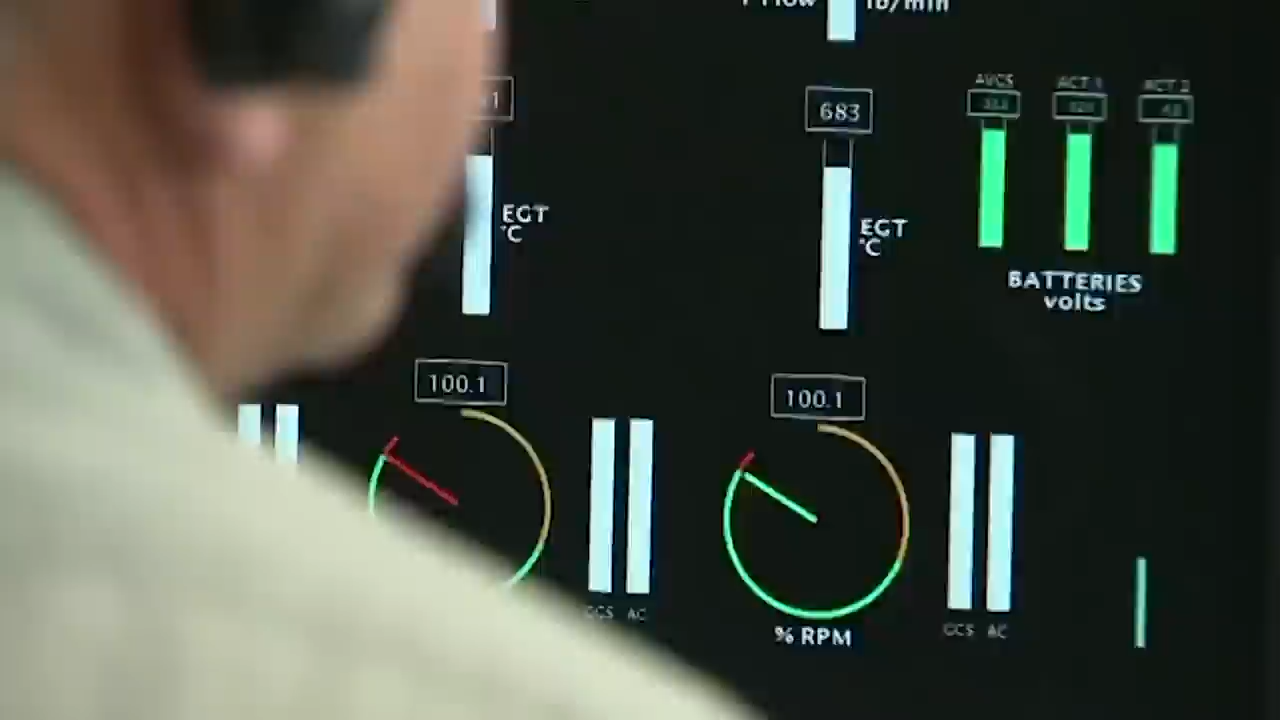 lb/min
AVCS ACT 1 ACT 2
683
EGT
°C
EGT
°C
BATTERIES
volts
100.1
100.1
GCS AC
GCS AC
% RPM